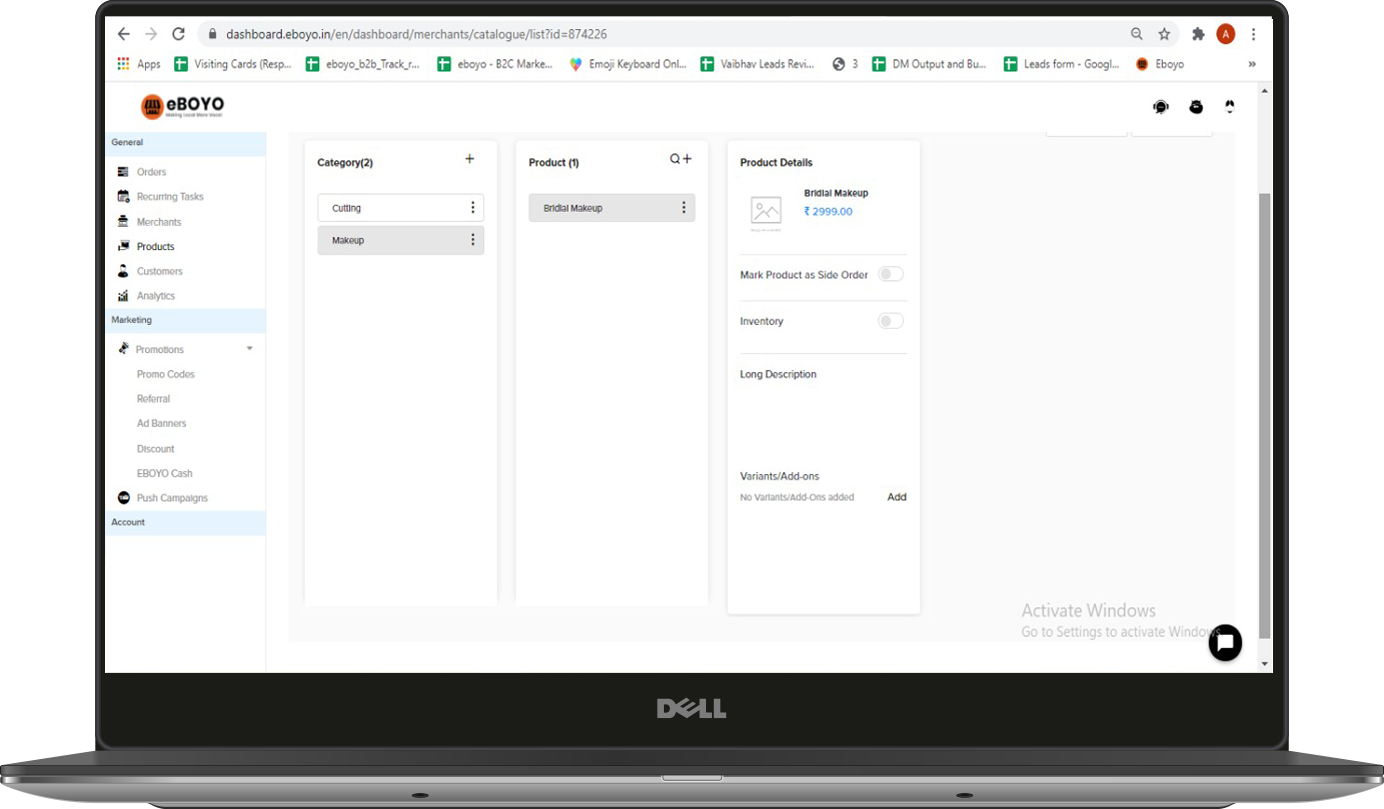 dashboard.eboyo.in/en/dashboard/merchants/catalogue/list?id=874226
A
Apps
Visiting Cards (Resp...
eboyo_b2b_Track_r...
eboyo - B2C Marke...
Emoji Keyboard Onl...
Vaibhav Leads Revi...
3
DM Output and Bu...
Leads form - Googl...
Eboyo
»
eBOYO
Making Local More Vocal
General
Orders
Recurring Tasks
Merchants
Products
Customers
Analytics
Marketing
Promotions
Promo Codes
Referral
Ad Banners
Discount
EBOYO Cash
Push Campaigns
Account
Category(2)
Cutting
Makeup
Product (1)
Bridial Makeup
Product Details
Bridial Makeup
₹ 2999.00
Mark Product as Side Order
Inventory
Long Description
Variants/Add-ons
No Variants/Add-Ons added
Add
Activate Windows
Go to Settings to activate Windows
DELL